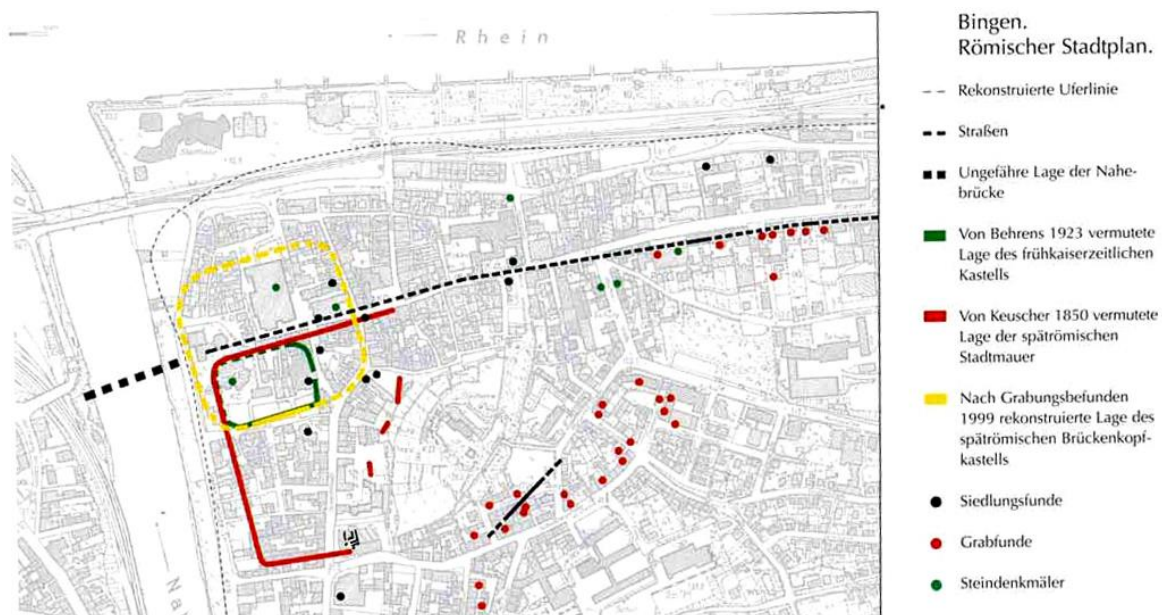 Rhein
Bingen.
Römischer Stadtplan.
Rekonstruierte Uferlinie
Straßen
Ungefähre Lage der Nahe-
brücke
Von Behrens 1923 vermutete
Lage des frühkaiserzeitlichen
Kastells
Von Keuscher 1850 vermutete
Lage der spätrömischen
Stadtmauer
Nach Grabungsbefunden
1999 rekonstruierte Lage des
spätrömischen Brückenkopf-
kastells
Siedlungsfunde
Grabfunde
Steindenkmäler